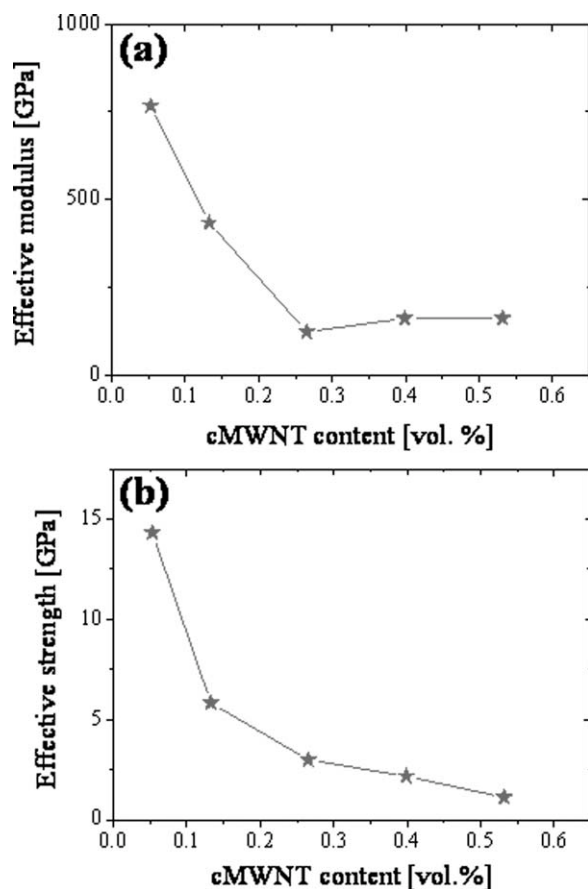 (a)
1000
500
0
Effective modulus [GPa]
0.0 0.1 0.2 0.3 0.4 0.5 0.6
cMWNT content [vol. %]
(b)
15
10
5
0
Effective strength [GPa]
0.0 0.1 0.2 0.3 0.4 0.5 0.6
cMWNT content [vol.%]